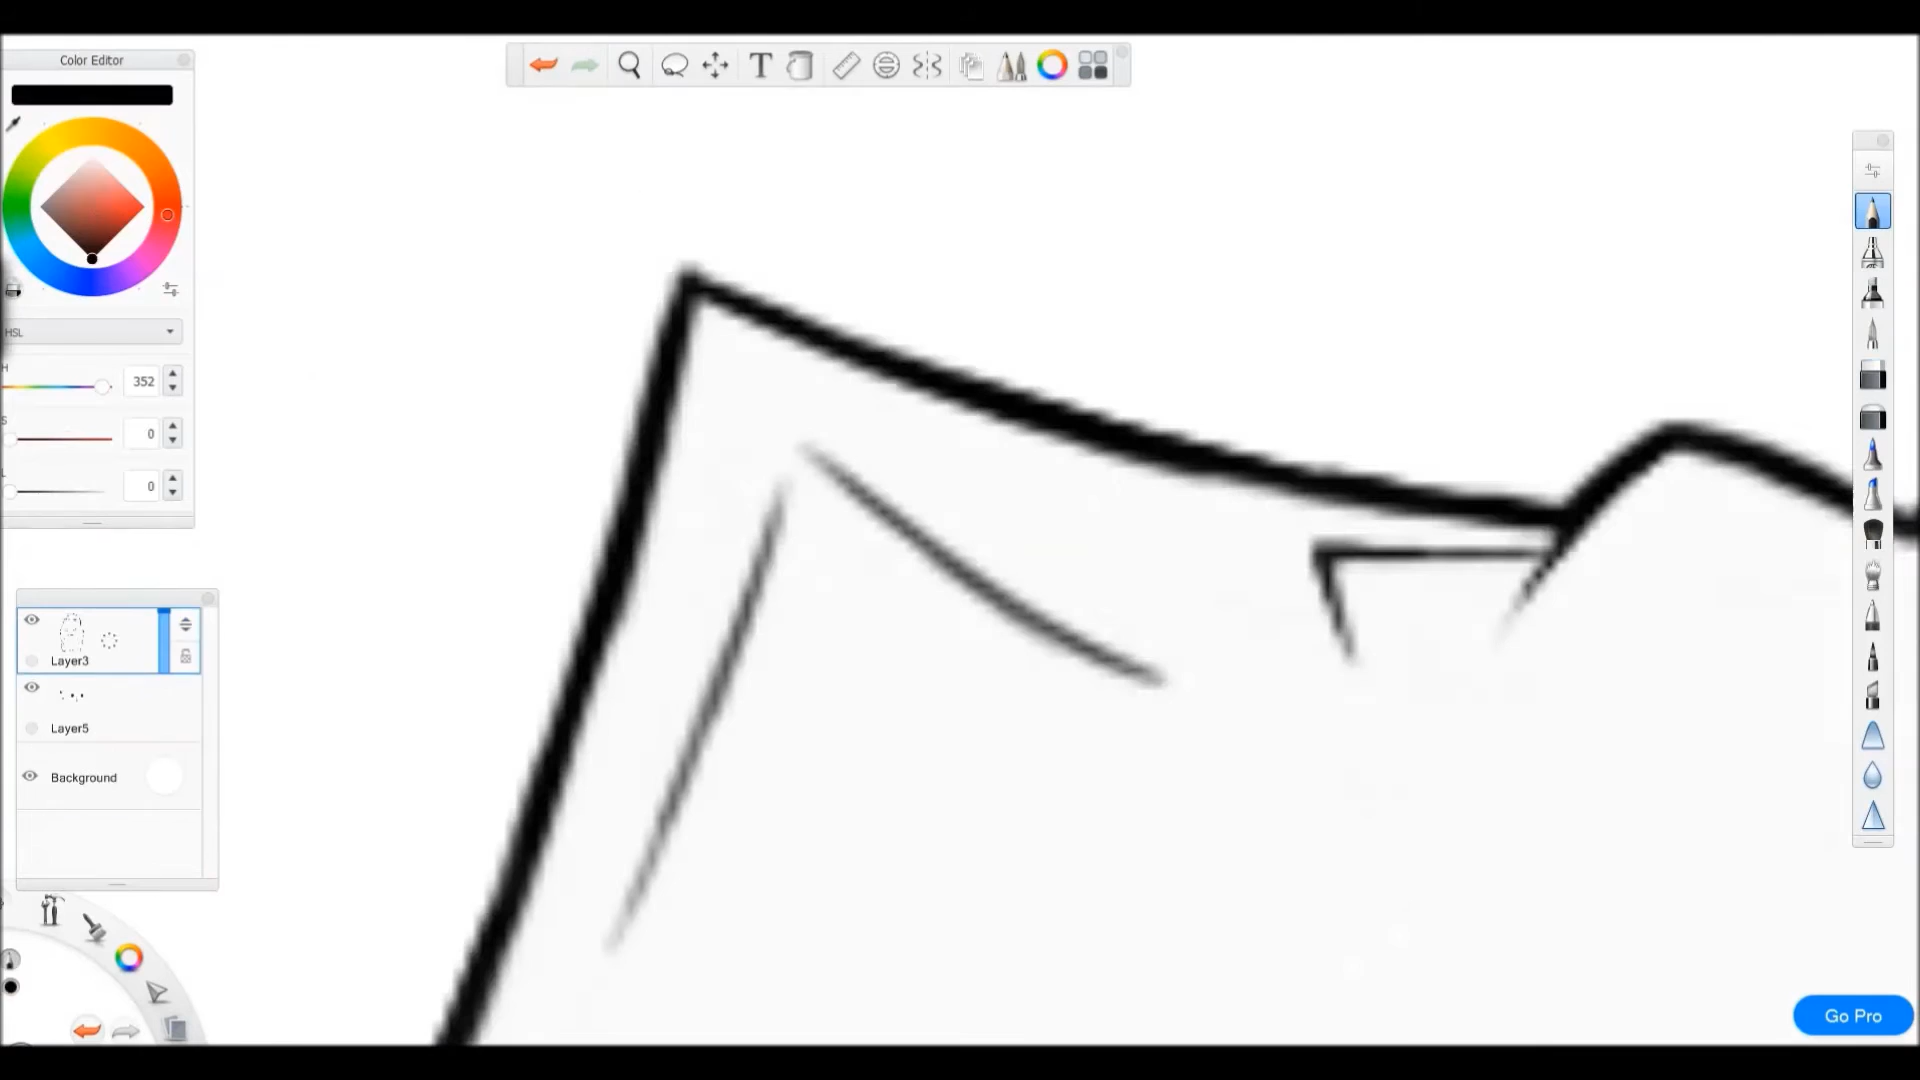 Color Editor
HSL
H
352
S
0
L
0
Layer3
Layer5
Background
T
Go Pro